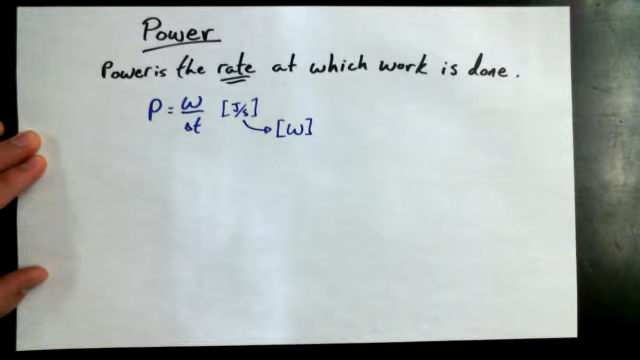 Power
Power is the rate at which work is done.
P = W/Δt [J/s]
→ [W]